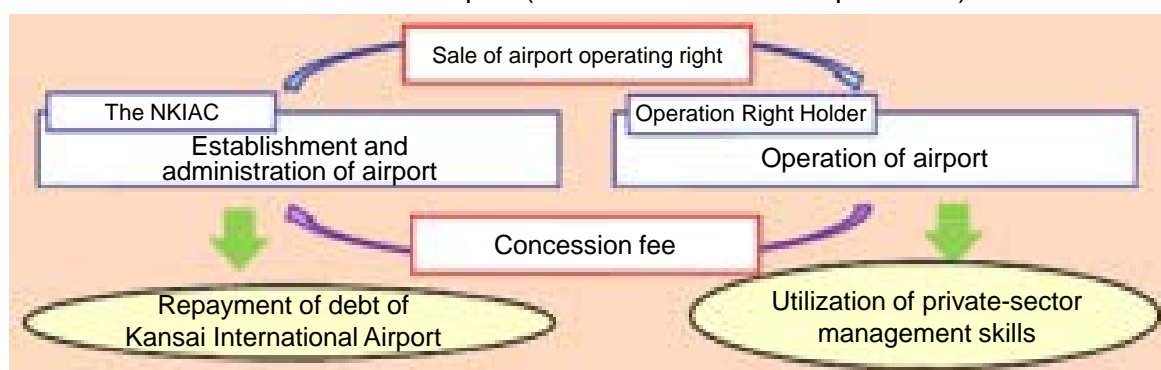 Sale of airport operating right
The NKIAC
Establishment and
administration of airport
Operation Right Holder
Operation of airport
Concession fee
Repayment of debt of
Kansai International Airport
Utilization of private-sector
management skills